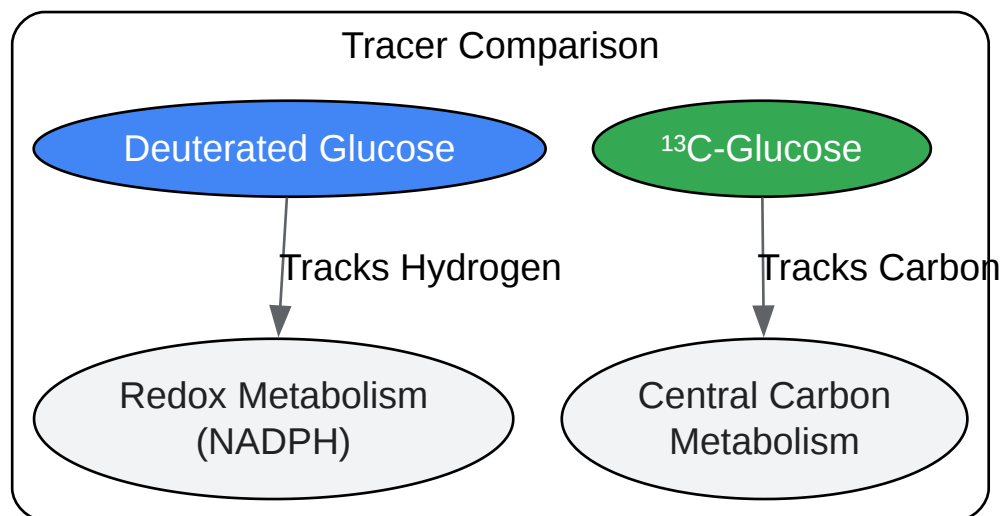 Tracer Comparison
Deuterated Glucose
¹³C-Glucose
Tracks Hydrogen
Tracks Carbon
Redox Metabolism
(NADPH)
Central Carbon
Metabolism